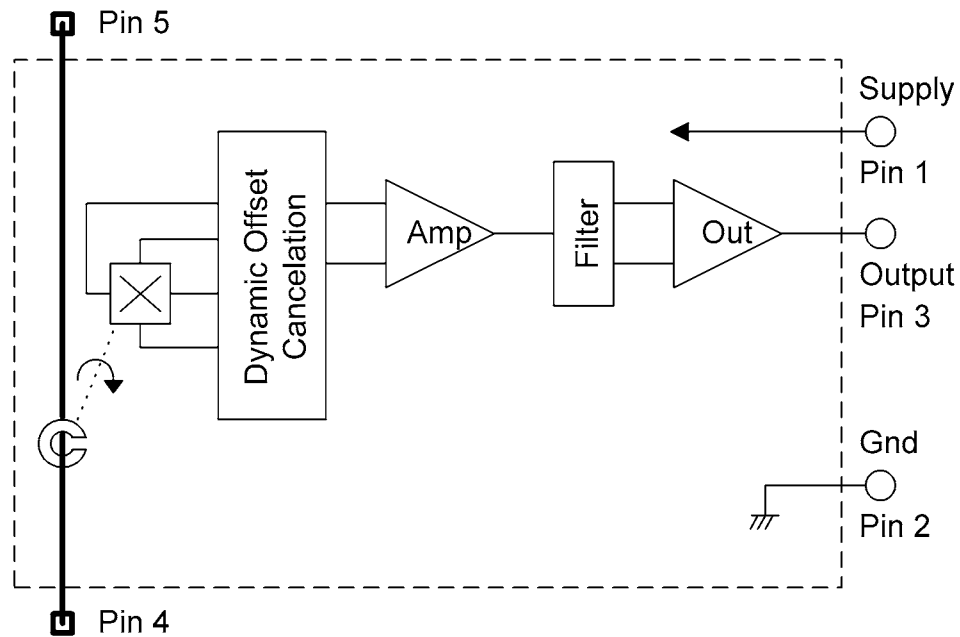 Pin 5
Supply
Pin 1
Dynamic Offset
Cancelation
Amp
Filter
Out
Output
Pin 3
Gnd
Pin 2
Pin 4